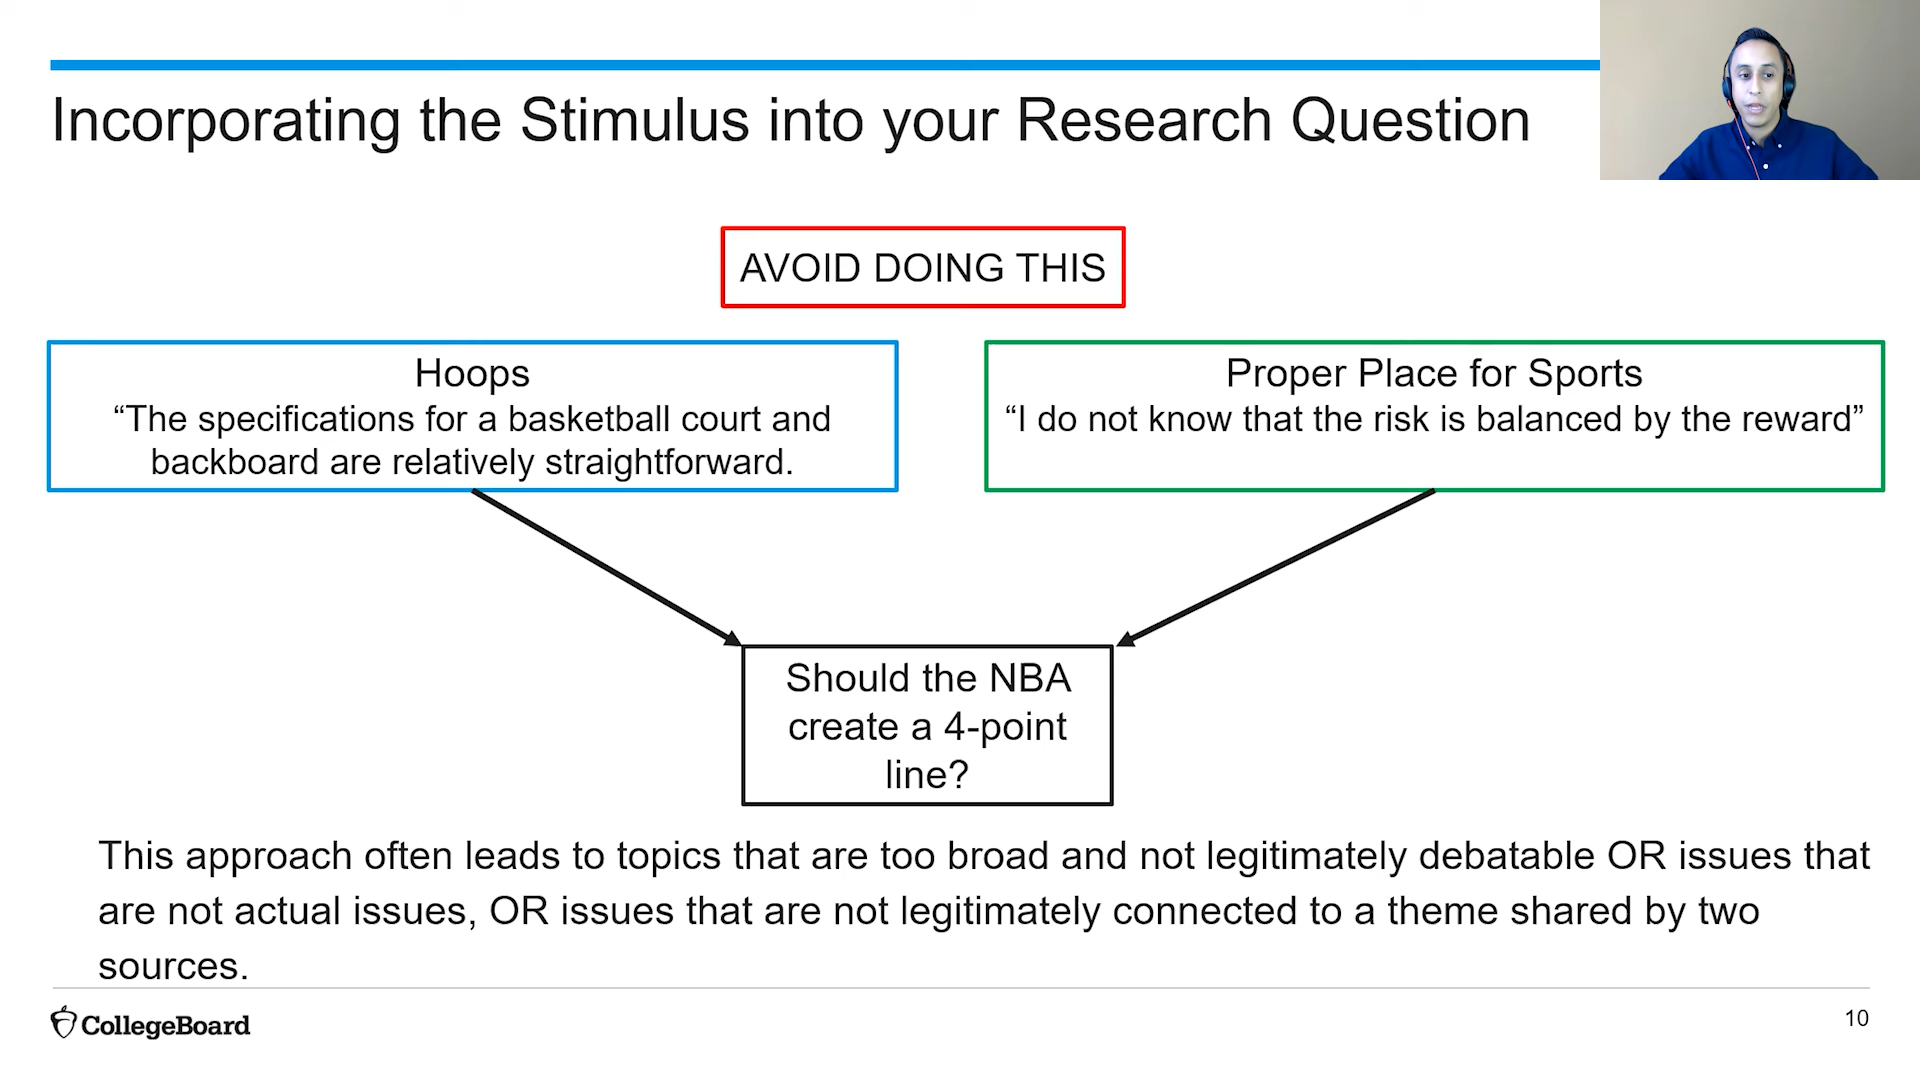 Incorporating the Stimulus into your Research Question
AVOID DOING THIS
Hoops
“The specifications for a basketball court and
backboard are relatively straightforward.
Proper Place for Sports
“I do not know that the risk is balanced by the reward”
Should the NBA
create a 4-point
line?
This approach often leads to topics that are too broad and not legitimately debatable OR issues that
are not actual issues, OR issues that are not legitimately connected to a theme shared by two
sources.
CollegeBoard
10